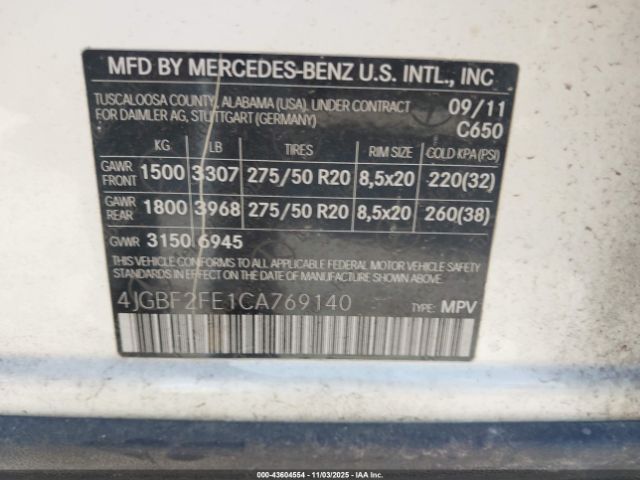 MFD BY MERCEDES-BENZ U.S. INTL., INC
TUSCALOOSA COUNTY, ALABAMA (USA), UNDER CONTRACT 09/11
FOR DAIMLER AG, STUTTGART (GERMANY) C650
KG LB TIRES RIM SIZE COLD KPA (PSI)
GAWR FRONT 1500 3307 275/50 R20 8,5x20 220(32)
GAWR REAR 1800 3968 275/50 R20 8,5x20 260(38)
GVWR 3150 6945
THIS VEHICLE CONFORMS TO ALL APPLICABLE FEDERAL MOTOR VEHICLE SAFETY
STANDARDS IN EFFECT ON THE DATE OF MANUFACTURE SHOWN ABOVE.
4JGBF2FE1CA769140 TYPE: MPV
000-43604554 | 11/03/2025 | © IAA, LLC.